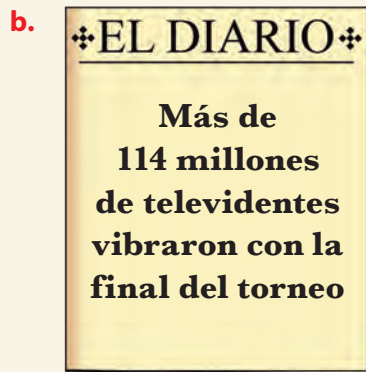 b.
EL DIARIO
Más de
114 millones
de televidentes
vibraron con la
final del torneo